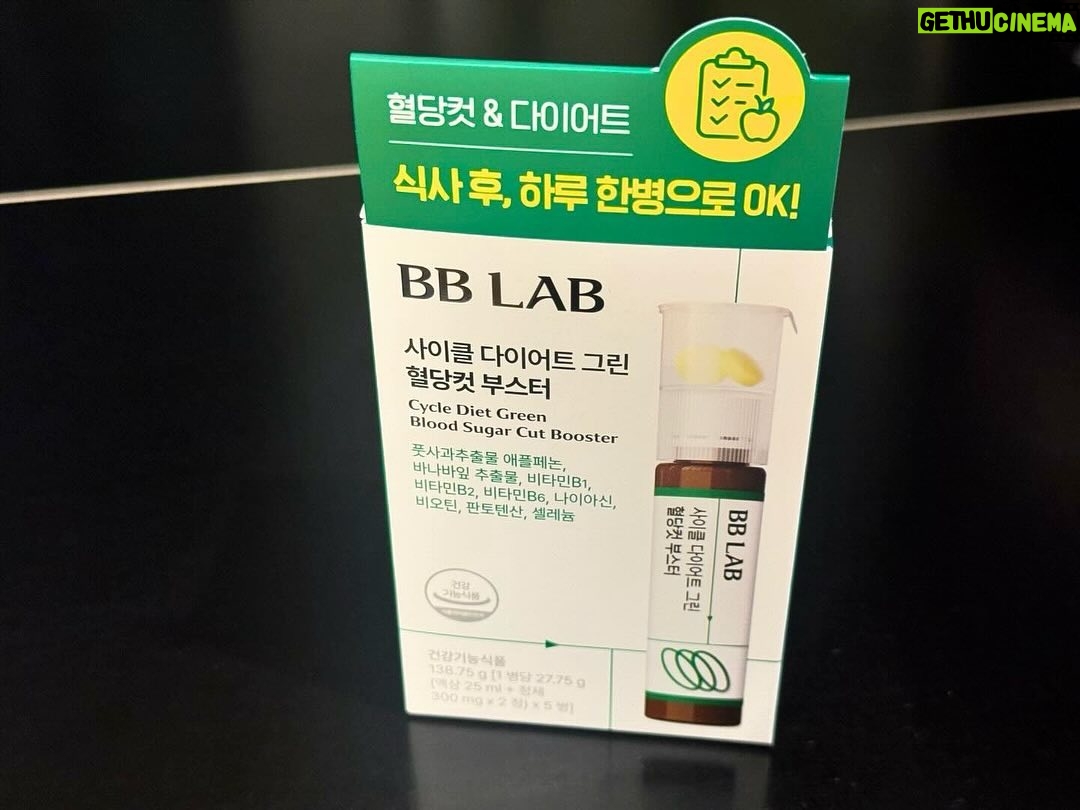 GETHUCINEMA
혈당컷 & 다이어트
식사 후, 하루 한병으로 OK!
BB LAB
사이클 다이어트 그린
혈당컷 부스터
Cycle Diet Green
Blood Sugar Cut Booster
풋사과추출물 애플페논,
바나바잎 추출물, 비타민B1,
비타민B2, 비타민B6, 나이아신,
비오틴, 판토텐산, 셀레늄
건강
기능식품
건강기능식품
138.75 g [1 병당 27.75 g
(액상 25 ml + 정제
300 mg x 2 정) x 5 병]
BB LAB
사이클 다이어트 그린
혈당컷 부스터